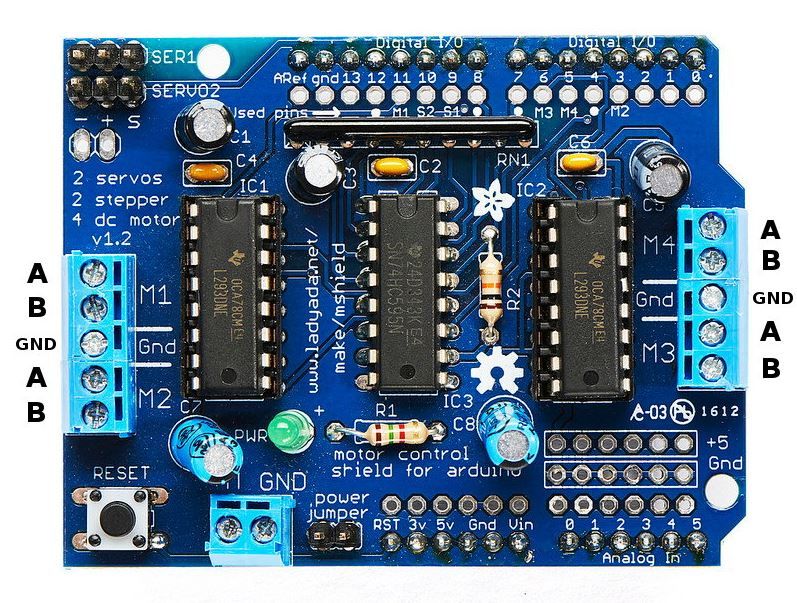 SER1
SERVO2
- + S
Digital I/O
Digital I/O
ARef gnd 13 12 11 10 9 8
7 6 5 4 3 2 1 0
Used pins
M1 S2 S1
M3 M4 M2
RN1
C1
C4
C3
C2
C6
IC1
IC2
2 servos
2 stepper
4 dc motor
v1.2
L293DNE
SN74HC595N
L293DNE
www.ladyada.net/
make/mshield
R2
A
B
GND
A
B
M1
Gnd
M2
M4
Gnd
M3
A
B
GND
A
B
C7
PWR
+
R1
IC3
C8
motor control
shield for arduino
1612
+5
Gnd
RESET
GND
power
jumper
RST 3v 5v Gnd Vin
0 1 2 3 4 5
Analog In